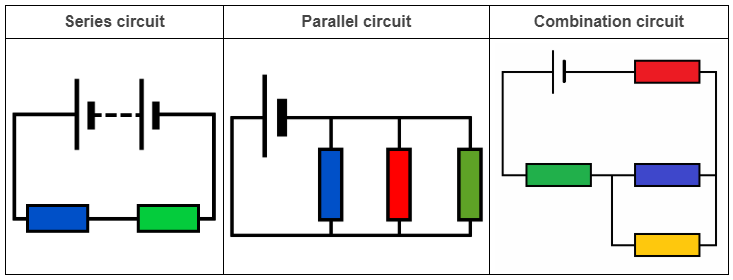 Series circuit
Parallel circuit
Combination circuit